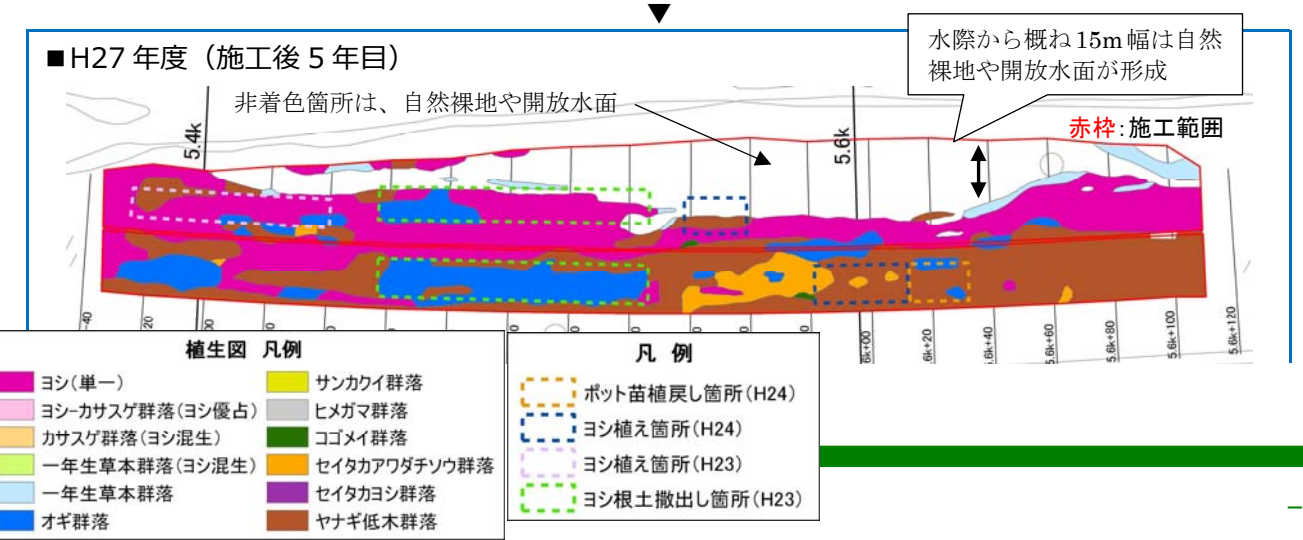 ▼
■H27 年度（施工後 5 年目）
水際から概ね 15m 幅は自然
裸地や開放水面が形成
非着色箇所は、自然裸地や開放水面
赤枠:施工範囲
5.4k
5.6k
-40
20
00
5.6k+20
5.6k+40
5.6k+60
5.6k+80
5.6k+100
5.6k+120
植生図 凡例
ヨシ(単一)
ヨシ-カサスゲ群落(ヨシ優占)
カサスゲ群落(ヨシ混生)
一年生草本群落(ヨシ混生)
一年生草本群落
オギ群落
サンカクイ群落
ヒメガマ群落
コゴメイ群落
セイタカアワダチソウ群落
セイタカヨシ群落
ヤナギ低木群落
凡 例
ポット苗植戻し箇所(H24)
ヨシ植え箇所(H24)
ヨシ植え箇所(H23)
ヨシ根土撒出し箇所(H23)